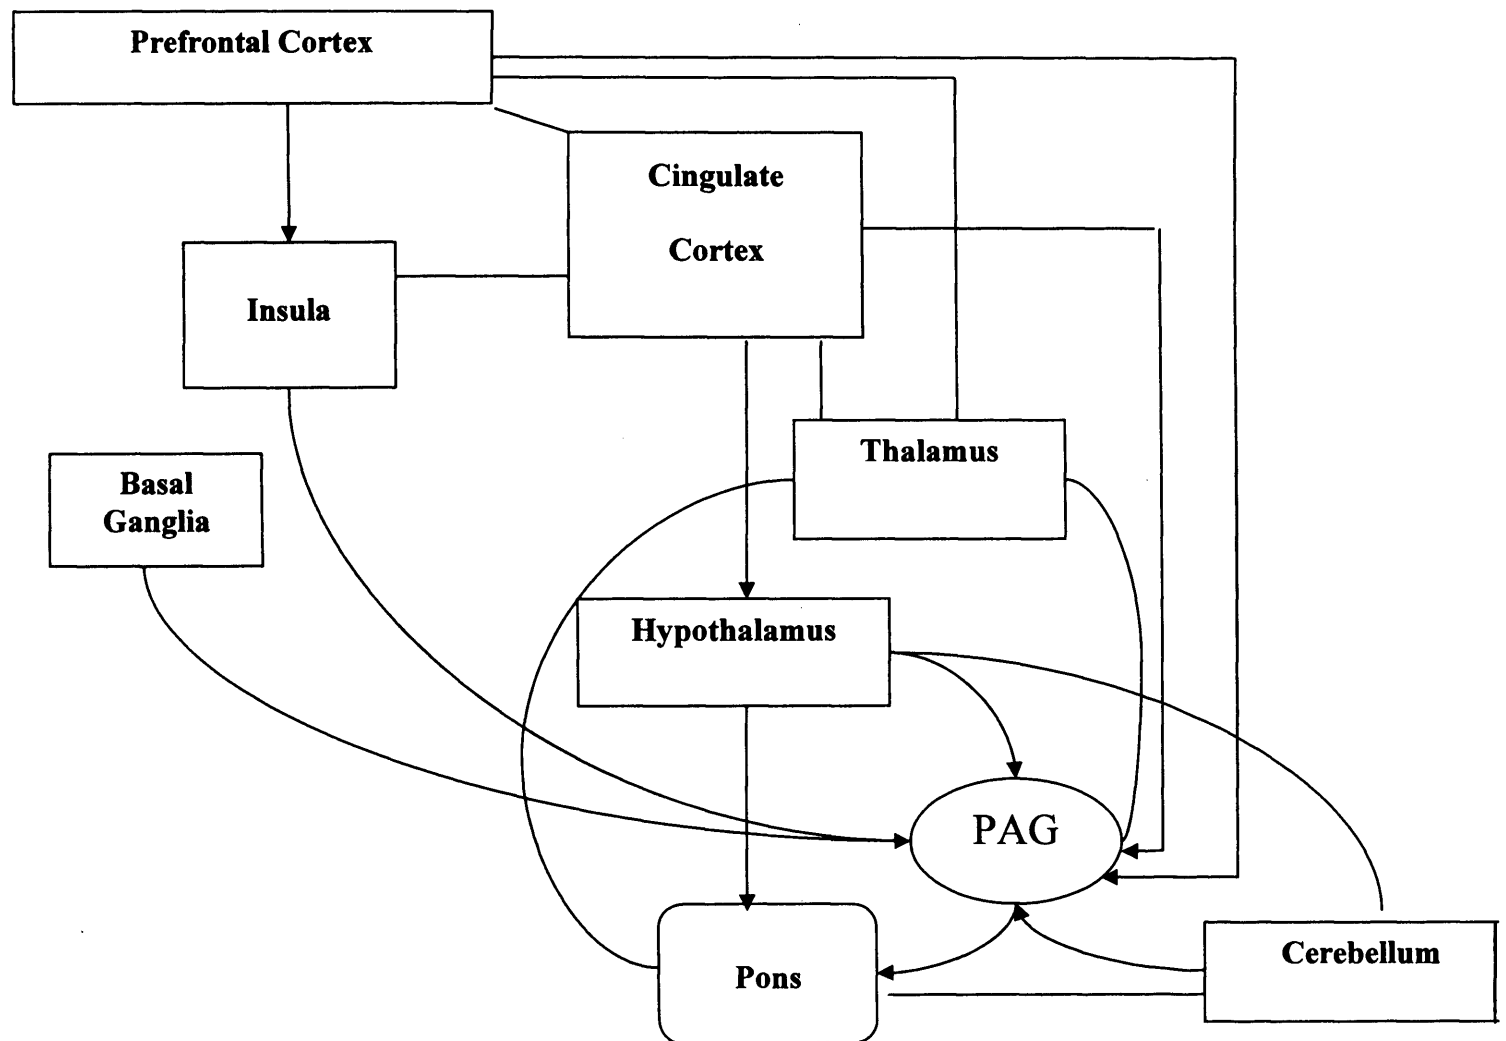 Prefrontal Cortex
Cingulate
Cortex
Insula
Thalamus
Basal
Ganglia
Hypothalamus
PAG
Cerebellum
Pons